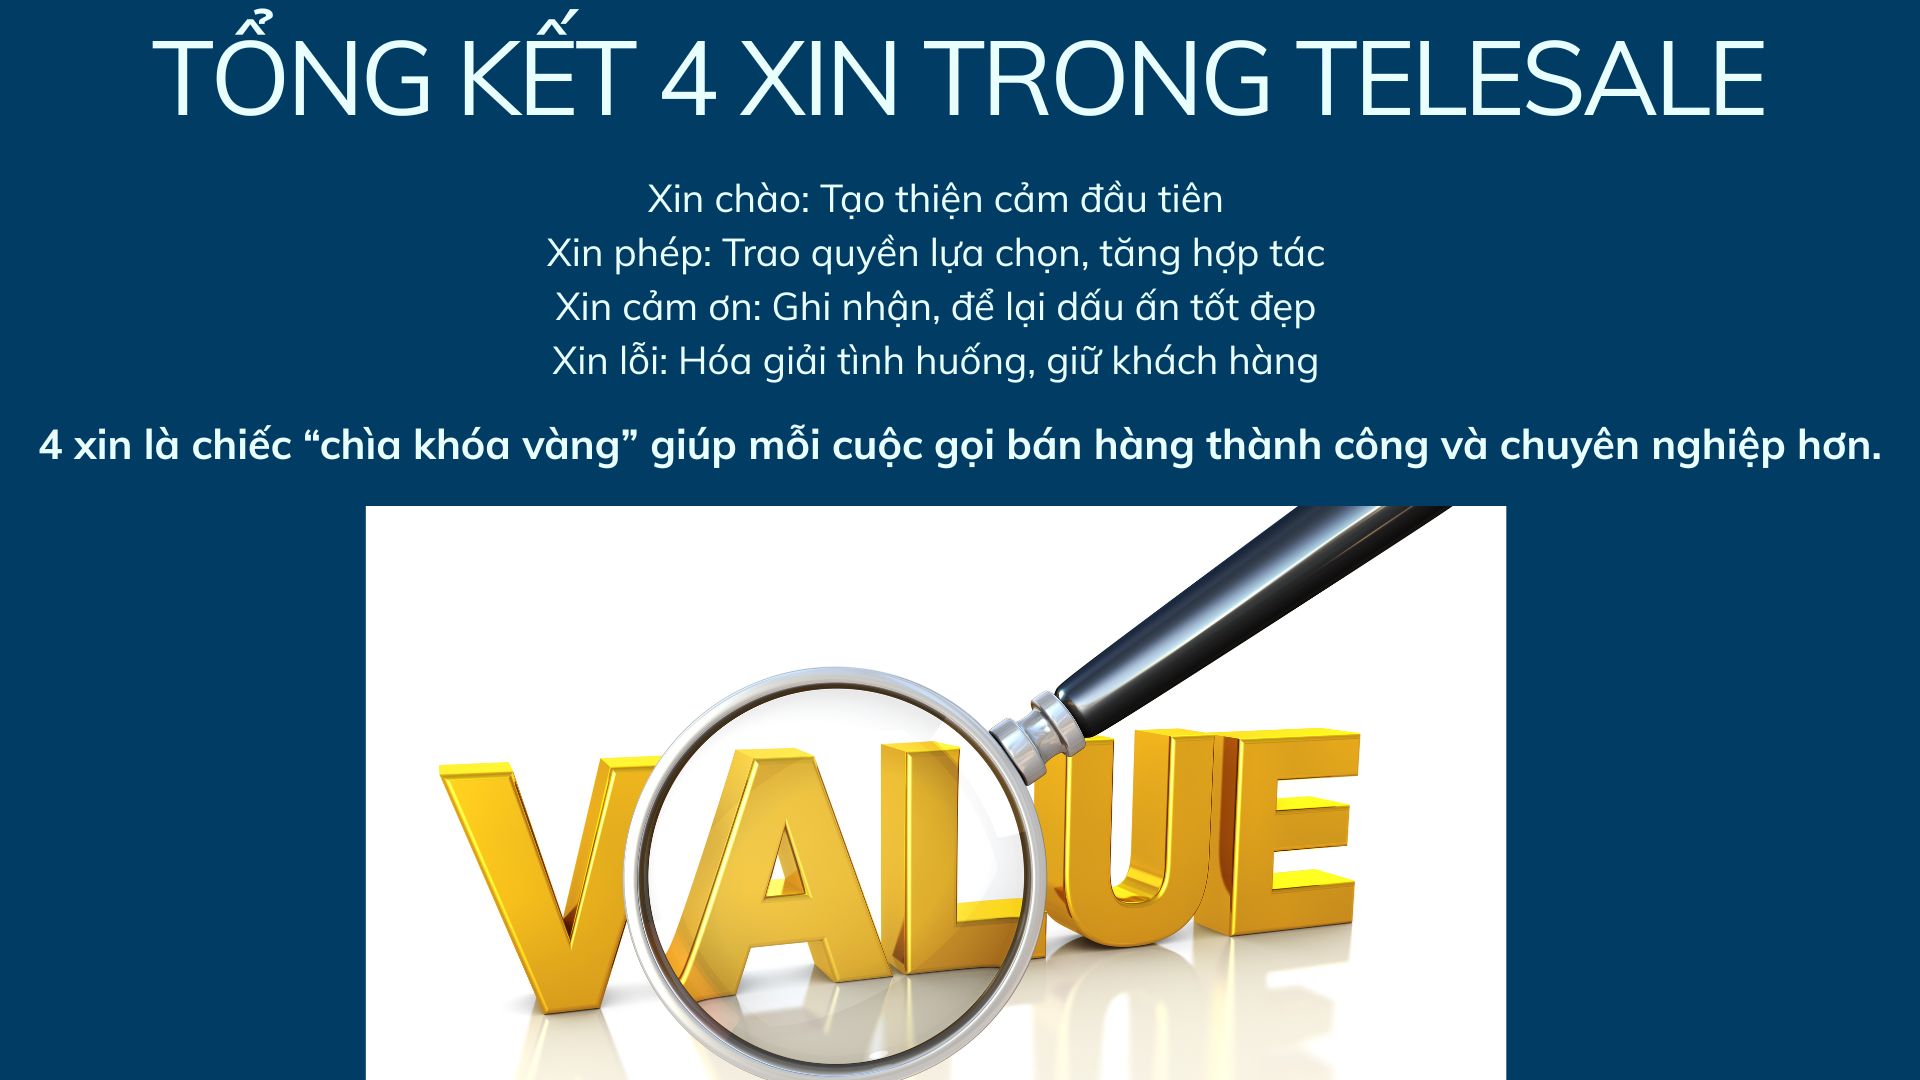 TỔNG KẾT 4 XIN TRONG TELESALE
Xin chào: Tạo thiện cảm đầu tiên
Xin phép: Trao quyền lựa chọn, tăng hợp tác
Xin cảm ơn: Ghi nhận, để lại dấu ấn tốt đẹp
Xin lỗi: Hóa giải tình huống, giữ khách hàng
4 xin là chiếc “chìa khóa vàng” giúp mỗi cuộc gọi bán hàng thành công và chuyên nghiệp hơn.
VALUE